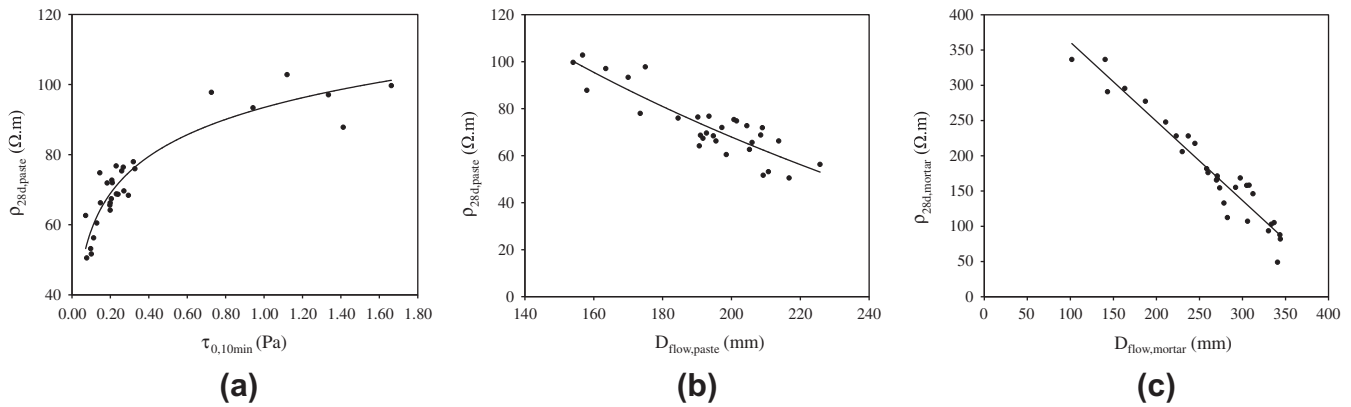 120
100
80
60
40
0.00 0.20 0.40 0.60 0.80 1.00 1.20 1.40 1.60 1.80
ρ28d,paste (Ω.m)
τ0,10min (Pa)
(a)
120
100
80
60
40
20
0
140 160 180 200 220 240
ρ28d,paste (Ω.m)
Dflow,paste (mm)
(b)
400
350
300
250
200
150
100
50
0
0 50 100 150 200 250 300 350 400
ρ28d,mortar (Ω.m)
Dflow,mortar (mm)
(c)